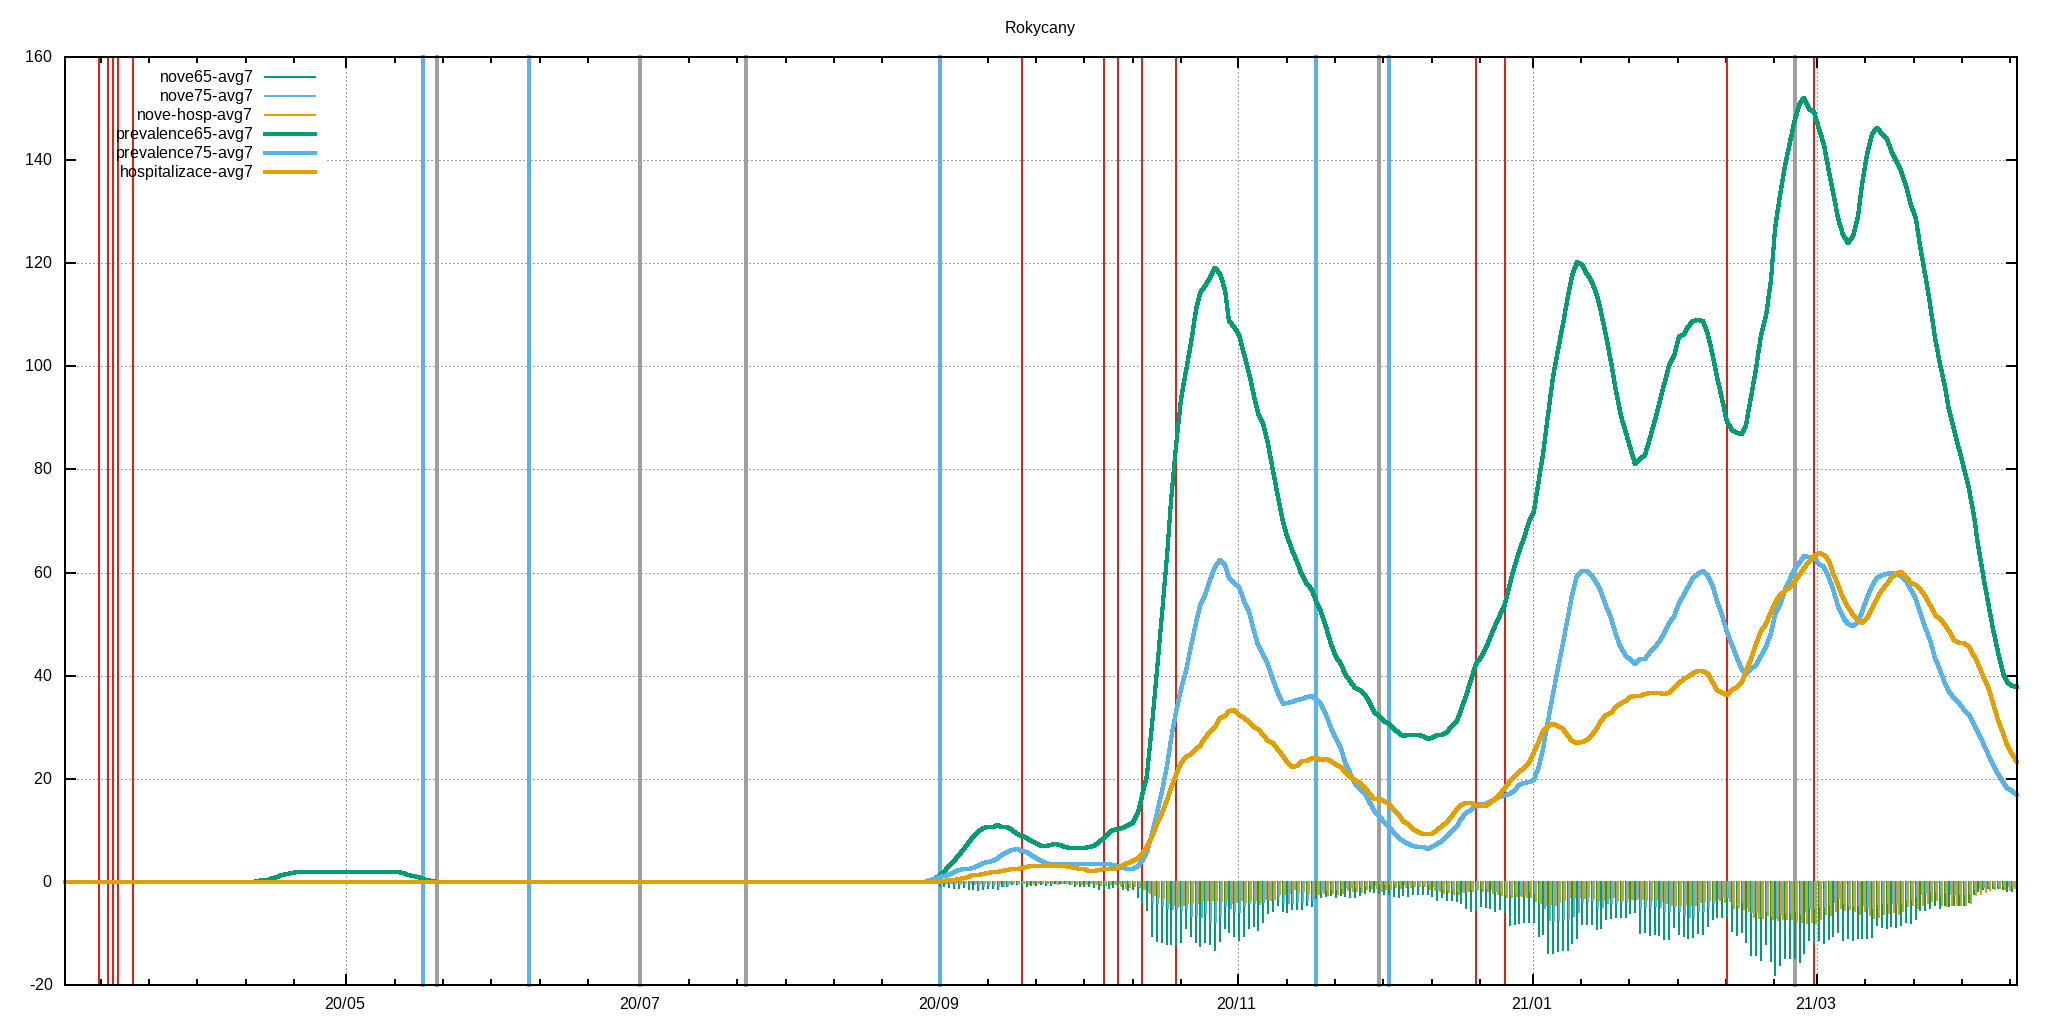 Rokycany
160
140
120
100
80
60
40
20
0
-20
nove65-avg7
nove75-avg7
nove-hosp-avg7
prevalence65-avg7
prevalence75-avg7
hospitalizace-avg7
20/05 20/07 20/09 20/11 21/01 21/03